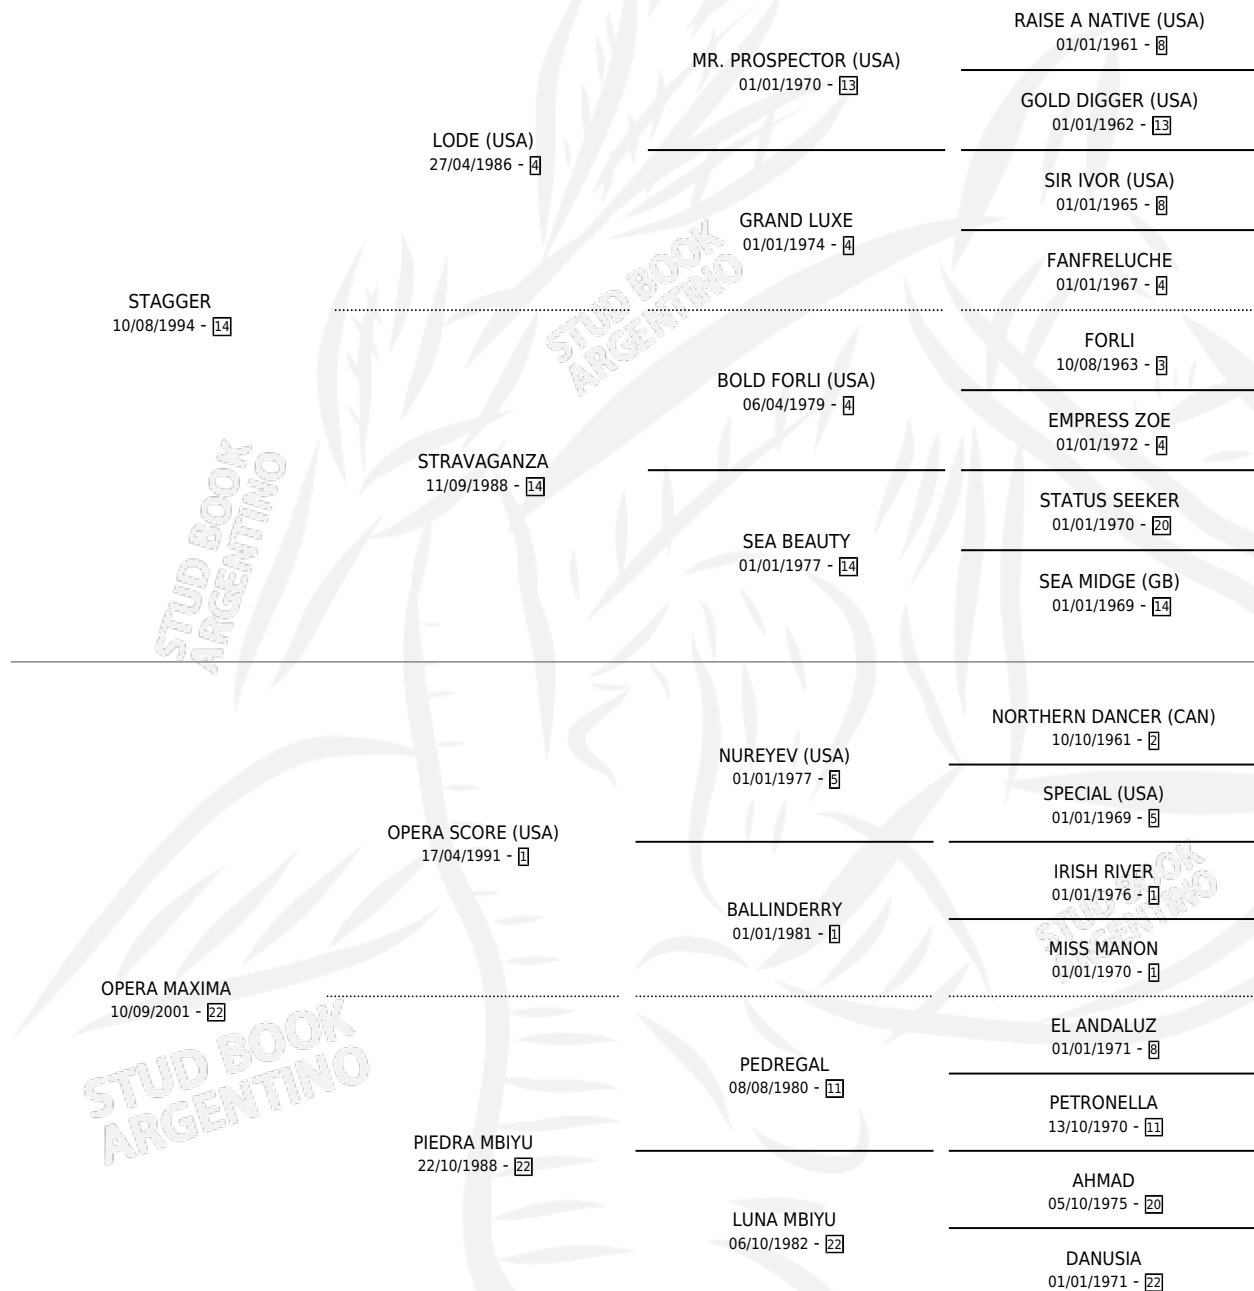 RAISE A NATIVE (USA)
01/01/1961 - 8
MR. PROSPECTOR (USA)
01/01/1970 - 13
GOLD DIGGER (USA)
01/01/1962 - 13
LODE (USA)
27/04/1986 - 4
SIR IVOR (USA)
01/01/1965 - 8
GRAND LUXE
01/01/1974 - 4
FANFRELUCHE
01/01/1967 - 4
STAGGER
10/08/1994 - 14
FORLI
10/08/1963 - 3
BOLD FORLI (USA)
06/04/1979 - 4
EMPRESS ZOE
01/01/1972 - 4
STRAVAGANZA
11/09/1988 - 14
STATUS SEEKER
01/01/1970 - 20
SEA BEAUTY
01/01/1977 - 14
SEA MIDGE (GB)
01/01/1969 - 14
NORTHERN DANCER (CAN)
10/10/1961 - 2
NUREYEV (USA)
01/01/1977 - 5
SPECIAL (USA)
01/01/1969 - 5
OPERA SCORE (USA)
17/04/1991 - 1
IRISH RIVER
01/01/1976 - 1
BALLINDERRY
01/01/1981 - 1
MISS MANON
01/01/1970 - 1
OPERA MAXIMA
10/09/2001 - 22
EL ANDALUZ
01/01/1971 - 8
PEDREGAL
08/08/1980 - 11
PETRONELLA
13/10/1970 - 11
PIEDRA MBIYU
22/10/1988 - 22
AHMAD
05/10/1975 - 20
LUNA MBIYU
06/10/1982 - 22
DANUSIA
01/01/1971 - 22
STUD BOOK
ARGENTINO
STUD BOOK
ARGENTINO
STUD BOOK
ARGENTINO
STUD BOOK
ARGENTINO